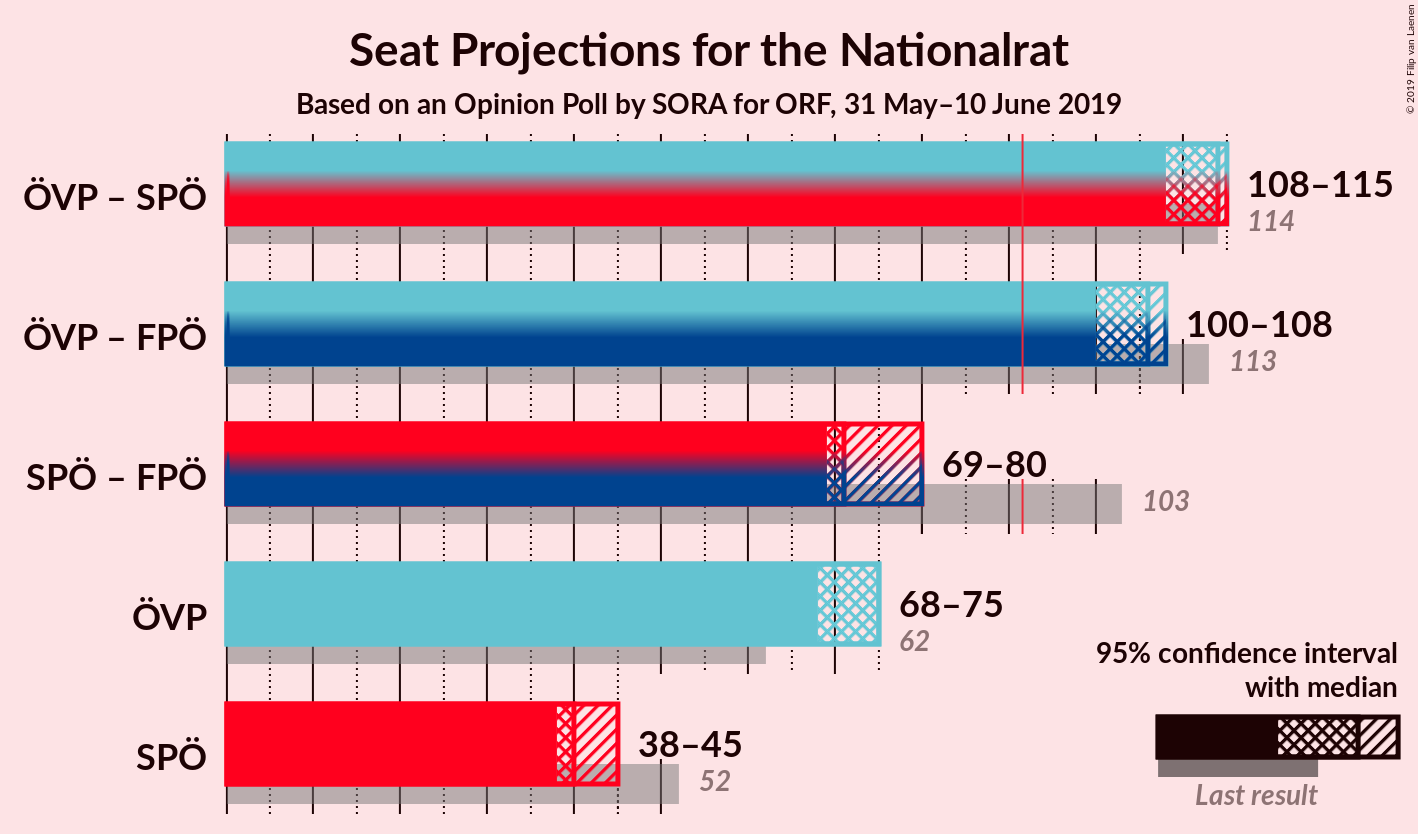 Seat Projections for the Nationalrat
Based on an Opinion Poll by SORA for ORF, 31 May–10 June 2019
© 2019 Filip van Laenen
ÖVP – SPÖ
108–115
114
ÖVP – FPÖ
100–108
113
SPÖ – FPÖ
69–80
103
ÖVP
68–75
62
SPÖ
38–45
52
95% confidence interval
with median
Last result